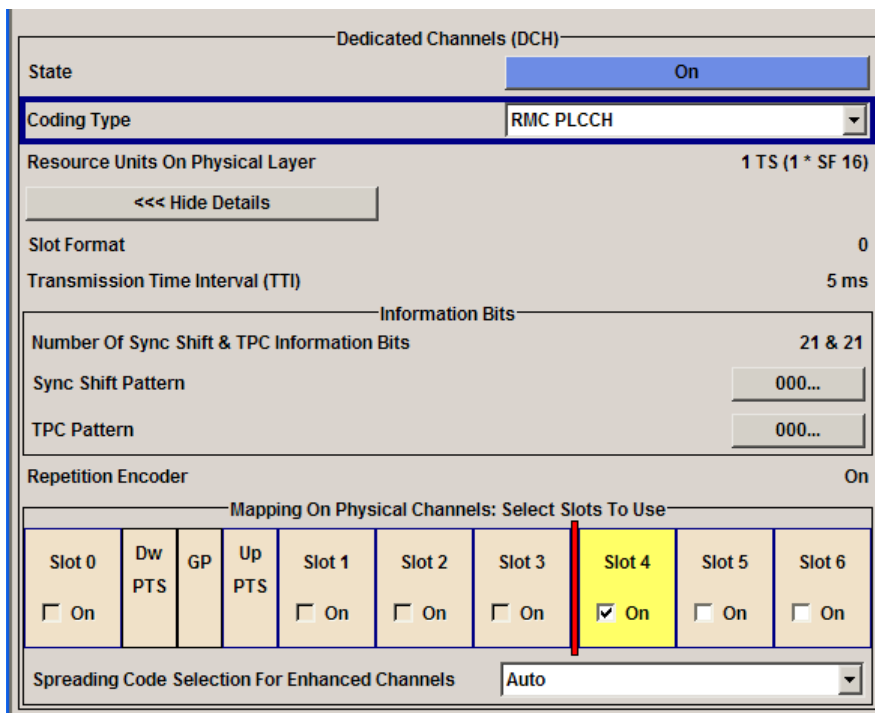 Dedicated Channels (DCH)
State On
Coding Type RMC PLCCH
Resource Units On Physical Layer 1 TS (1 * SF 16)
<<< Hide Details
Slot Format 0
Transmission Time Interval (TTI) 5 ms
Information Bits
Number Of Sync Shift & TPC Information Bits 21 & 21
Sync Shift Pattern 000...
TPC Pattern 000...
Repetition Encoder On
Mapping On Physical Channels: Select Slots To Use
Slot 0 Dw PTS GP Up PTS Slot 1 Slot 2 Slot 3 Slot 4 Slot 5 Slot 6
On On On On On On On
Spreading Code Selection For Enhanced Channels Auto